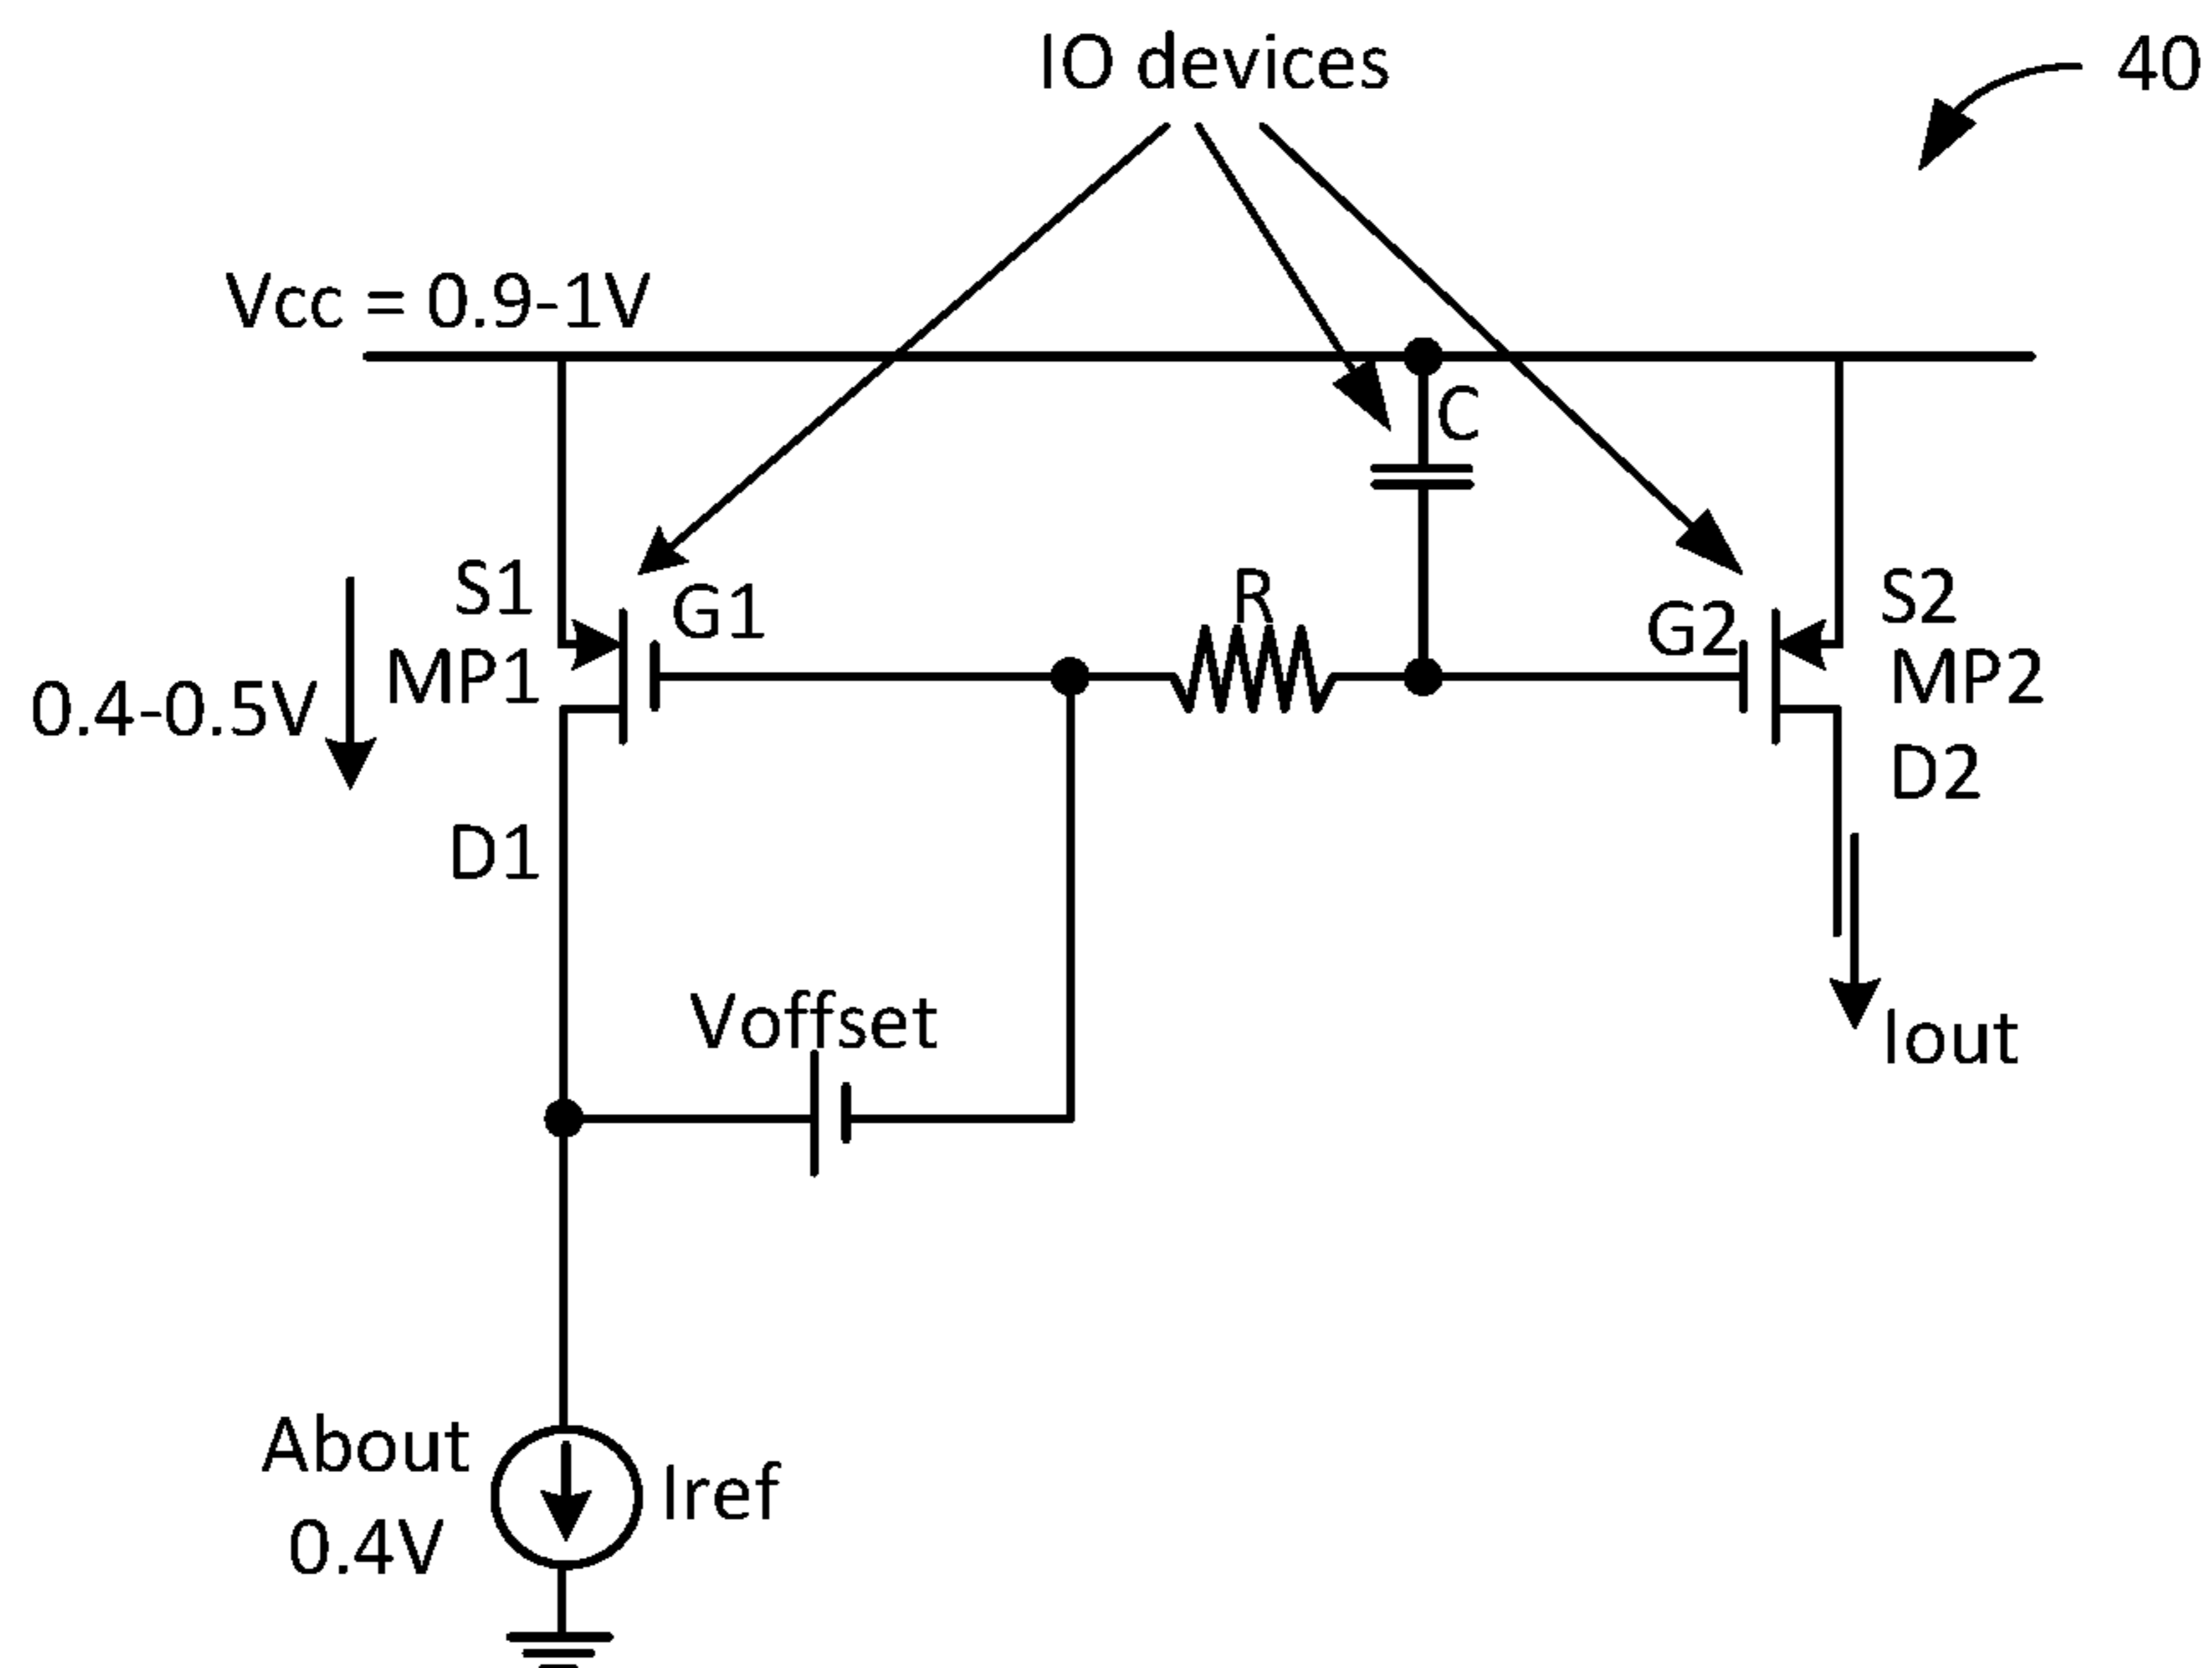 IO devices
40
Vcc = 0.9-1V
C
S1
G1
R
G2
S2
MP1
MP2
0.4-0.5V
D2
D1
Voffset
Iout
About
0.4V
Iref